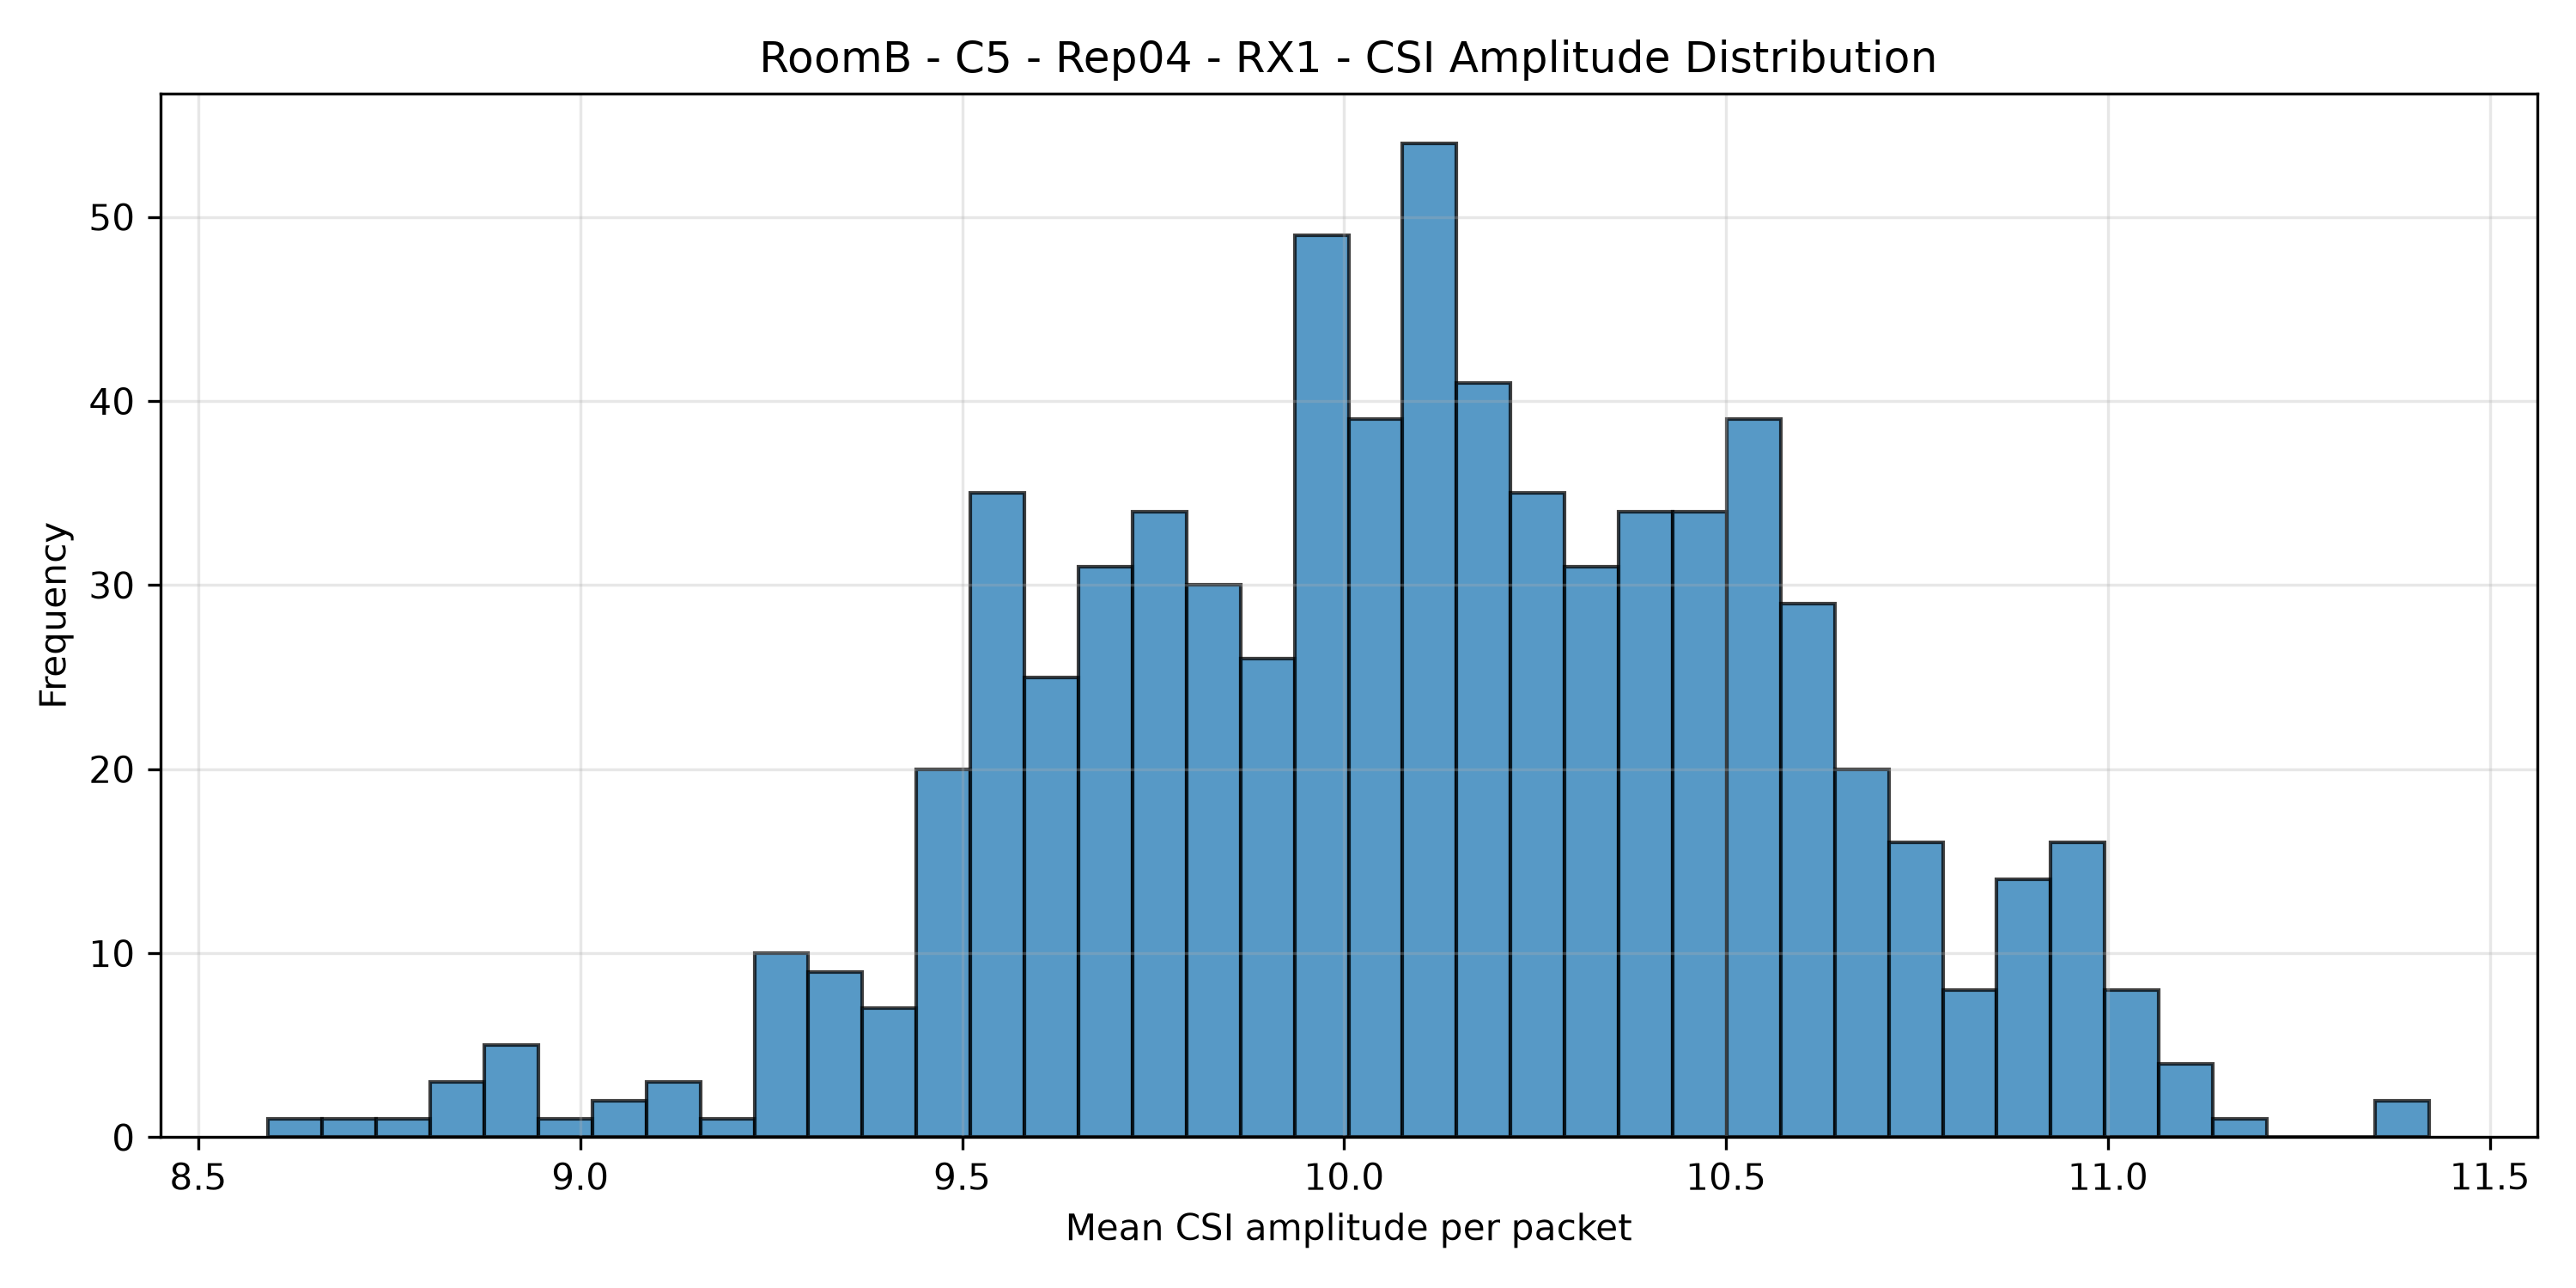 RoomB - C5 - Rep04 - RX1 - CSI Amplitude Distribution
Frequency
50
40
30
20
10
0
8.5 9.0 9.5 10.0 10.5 11.0 11.5
Mean CSI amplitude per packet